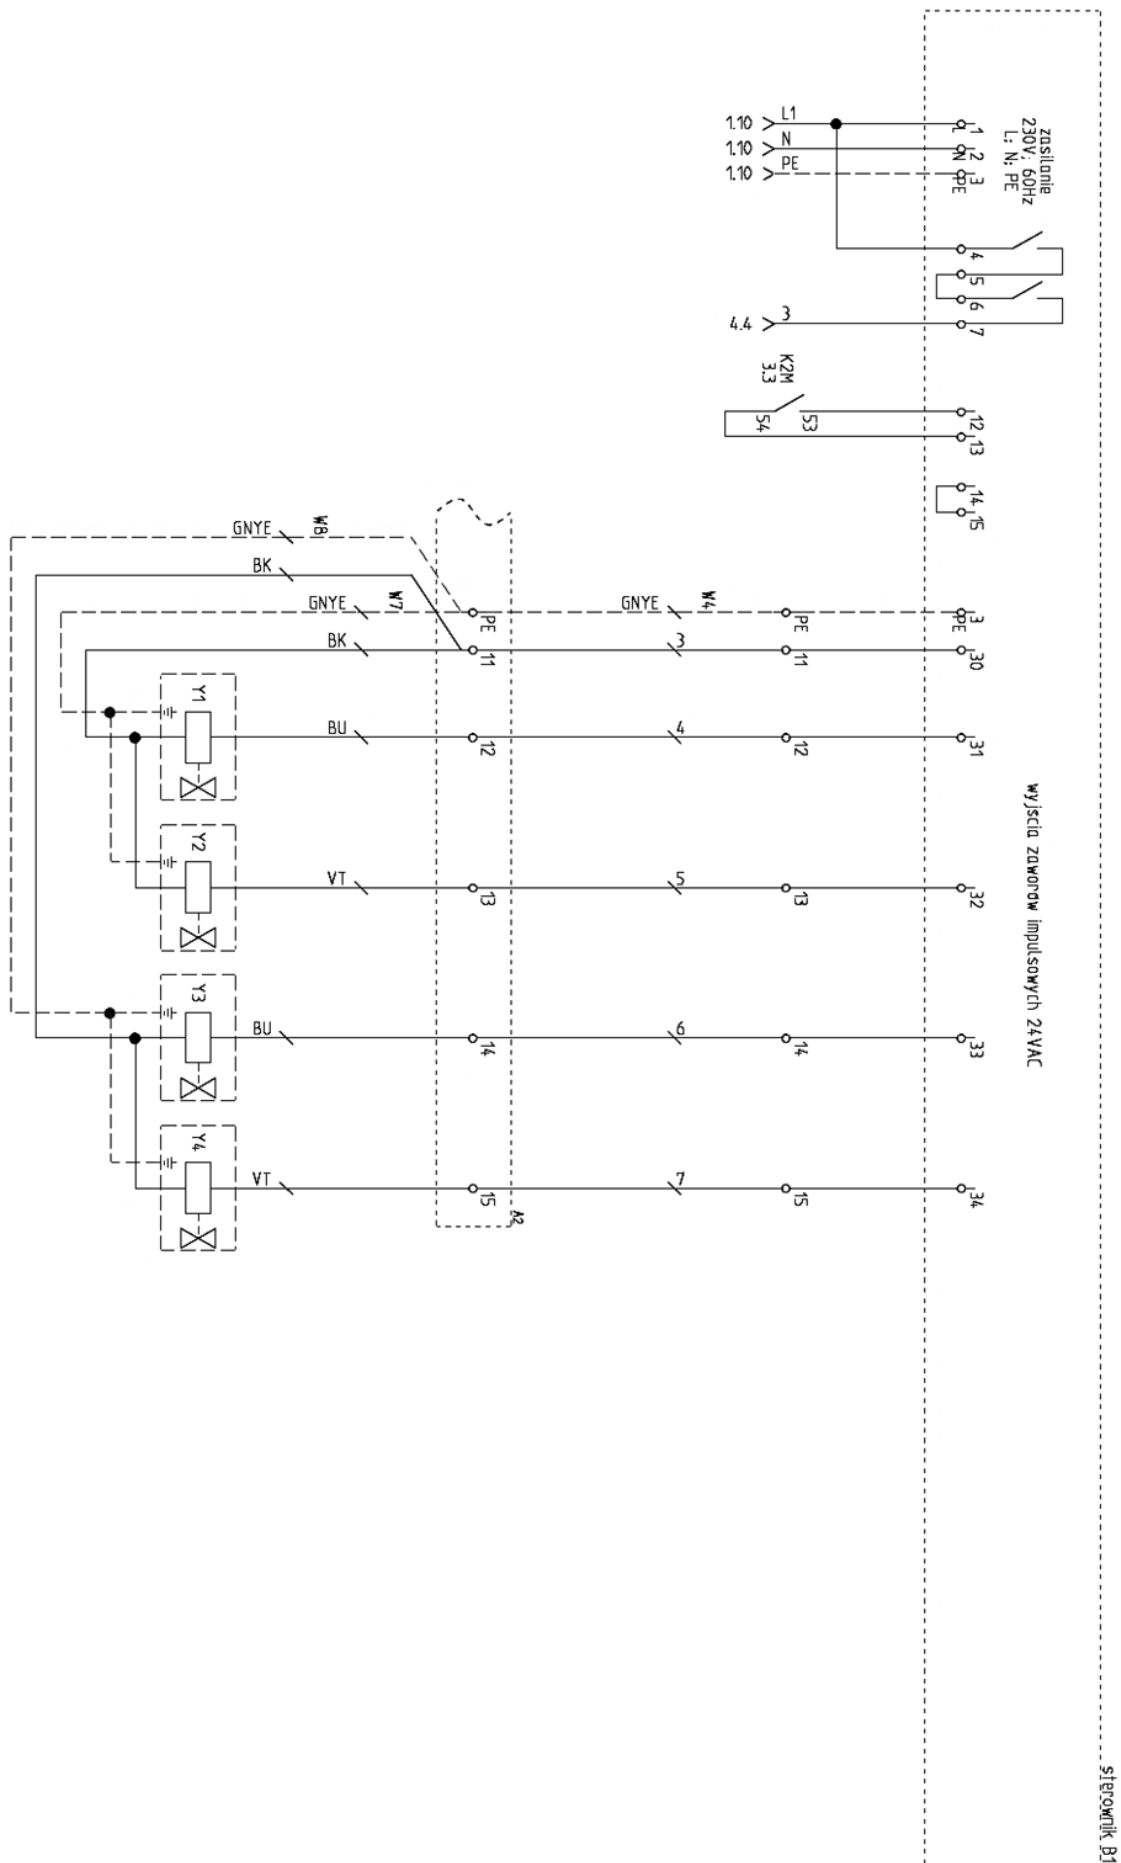 sterownik B1
zasilanie
230V; 60Hz
L; N; PE
1
2
3
L
N
PE
L1
N
PE
1.10
1.10
1.10
4
5
6
7
3
4.4
12
13
K2M
3.3
53
54
14
15
wyjscia zaworów impulsowych 24VAC
3
PE
30
31
32
33
34
PE
11
12
13
14
15
W4
GNYE
3
4
5
6
7
A2
PE
11
12
13
14
15
W8
GNYE
BK
W7
GNYE
BK
BU
VT
BU
VT
Y1
Y2
Y3
Y4